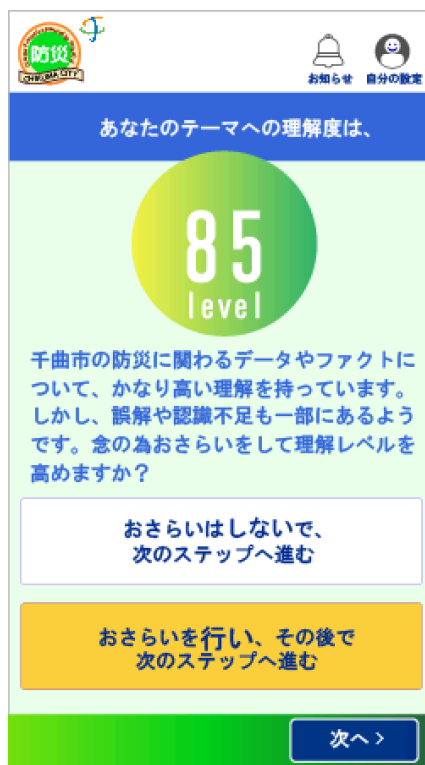 防災
CHIKUMA CITY
お知らせ
自分の設定
あなたのテーマへの理解度は、
85
level
千曲市の防災に関わるデータやファクトに
ついて、かなり高い理解を持っています。
しかし、誤解や認識不足も一部にあるよう
です。念の為おさらいをして理解レベルを
高めますか？
おさらいはしないで、
次のステップへ進む
おさらいを行い、その後で
次のステップへ進む
次へ >